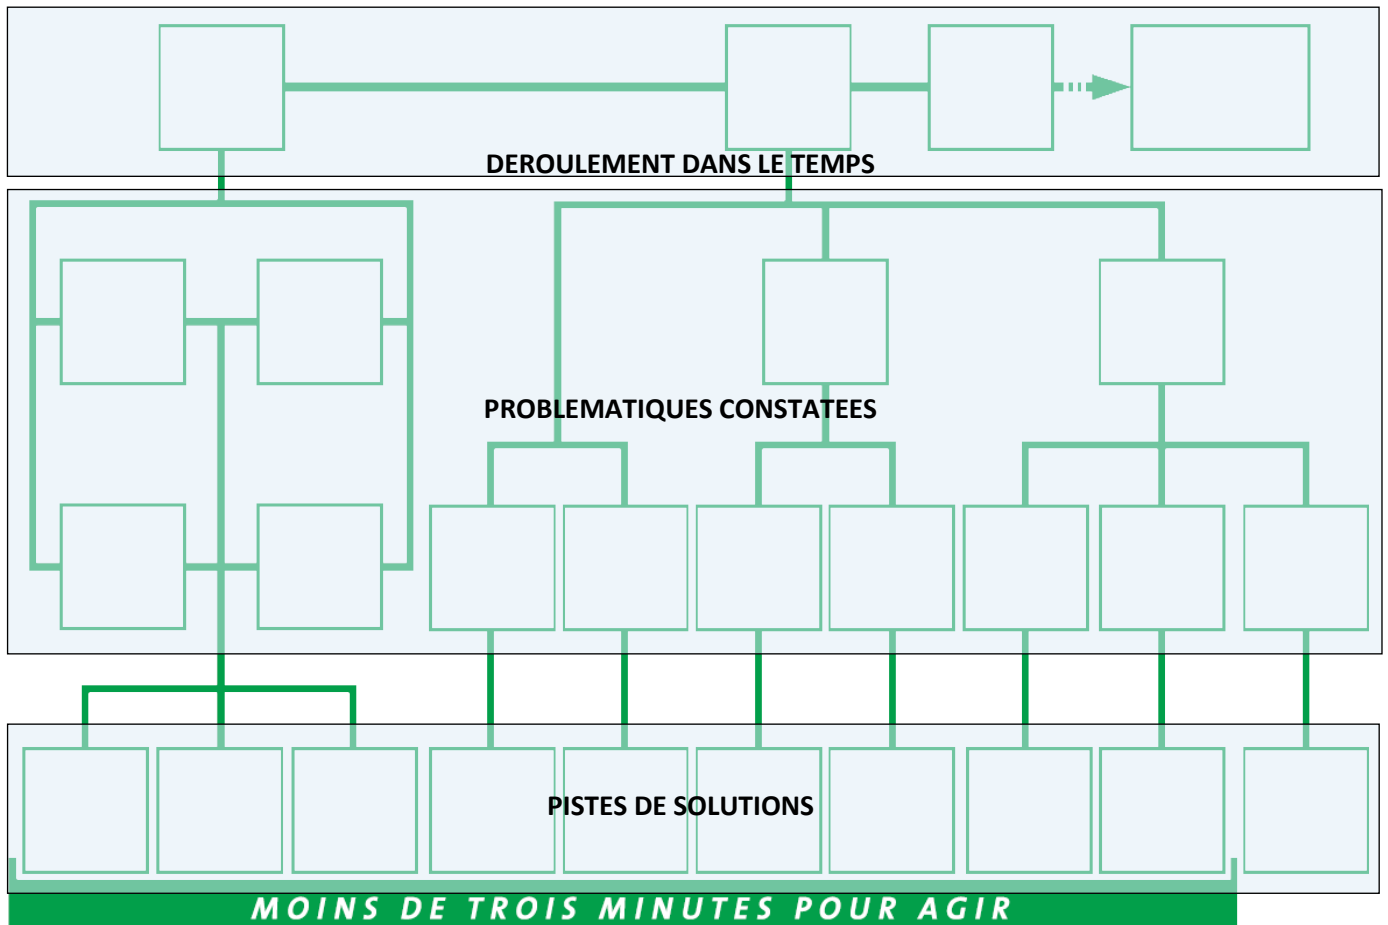 DEROULEMENT DANS LE TEMPS
PROBLEMATIQUES CONSTATEES
PISTES DE SOLUTIONS
MOINS DE TROIS MINUTES POUR AGIR